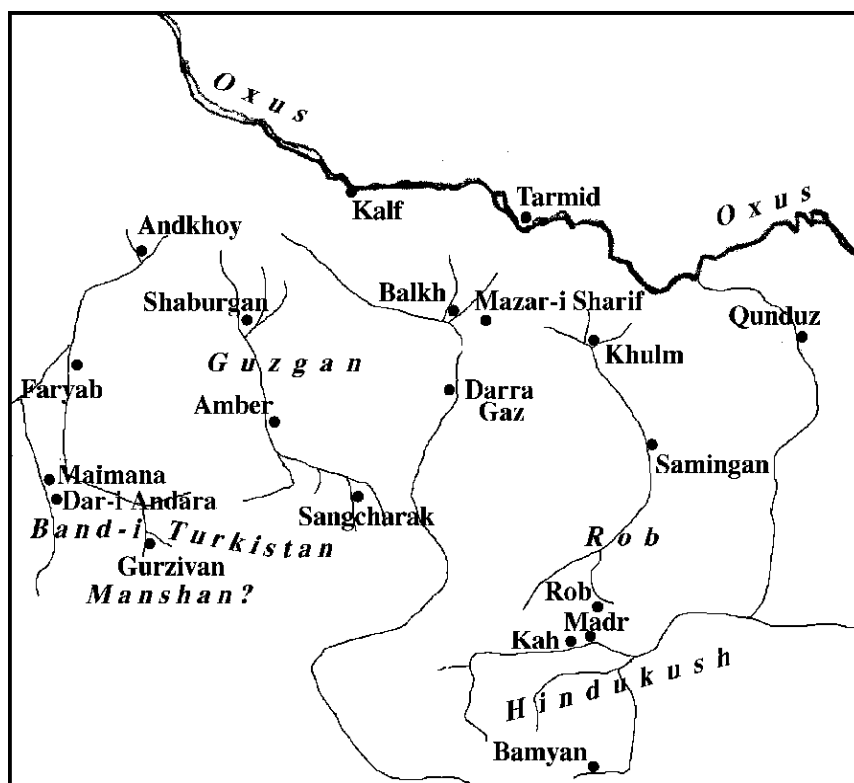 Oxus
Kalf
Tarmid
Oxus
Andkhoy
Shaburgan
Balkh
Mazar-i Sharif
Qunduz
Khulm
Guzgan
Faryab
Amber
Darra
Gaz
Samingan
Maimana
Dar-i Andara
Sangcharak
Band-i Turkistan
Gurzivan
Manshan?
Rob
Rob
Madr
Kah
Hindukush
Bamyan